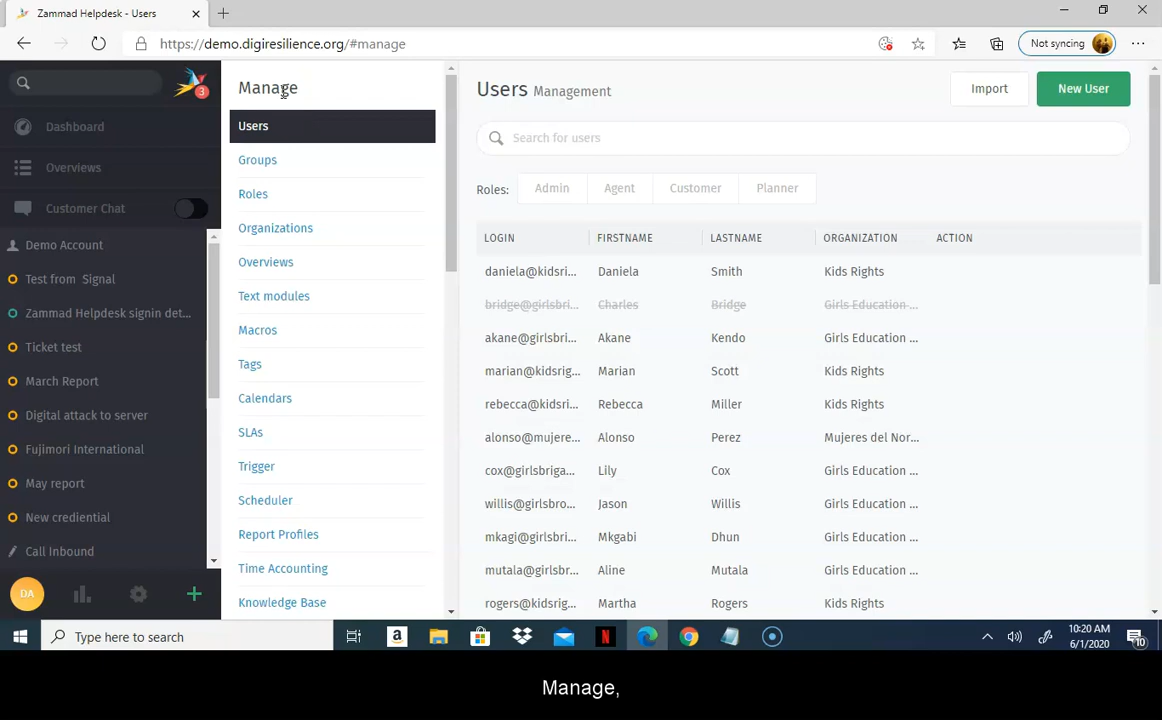 Zammad Helpdesk - Users
https://demo.digiresilience.org/#manage
Not syncing
3
Dashboard
Overviews
Customer Chat
Demo Account
Test from Signal
Zammad Helpdesk signin det...
Ticket test
March Report
Digital attack to server
Fujimori International
May report
New crediential
Call Inbound
DA
Manage
Users
Groups
Roles
Organizations
Overviews
Text modules
Macros
Tags
Calendars
SLAs
Trigger
Scheduler
Report Profiles
Time Accounting
Knowledge Base
Users Management
Import
New User
Search for users
Roles: Admin Agent Customer Planner
LOGIN FIRSTNAME LASTNAME ORGANIZATION ACTION
daniela@kidsri... Daniela Smith Kids Rights
bridge@girlsbri... Charles Bridge Girls Education ...
akane@girlsbri... Akane Kendo Girls Education ...
marian@kidsrig... Marian Scott Kids Rights
rebecca@kidsri... Rebecca Miller Kids Rights
alonso@mujere... Alonso Perez Mujeres del Nor...
cox@girlsbriga... Lily Cox Girls Education ...
willis@girlsbro... Jason Willis Girls Education ...
mkagi@girlsbri... Mkgabi Dhun Girls Education ...
mutala@girlsbr... Aline Mutala Girls Education ...
rogers@kidsrig... Martha Rogers Kids Rights
Type here to search
a
N
10:20 AM
6/1/2020
10
Manage,